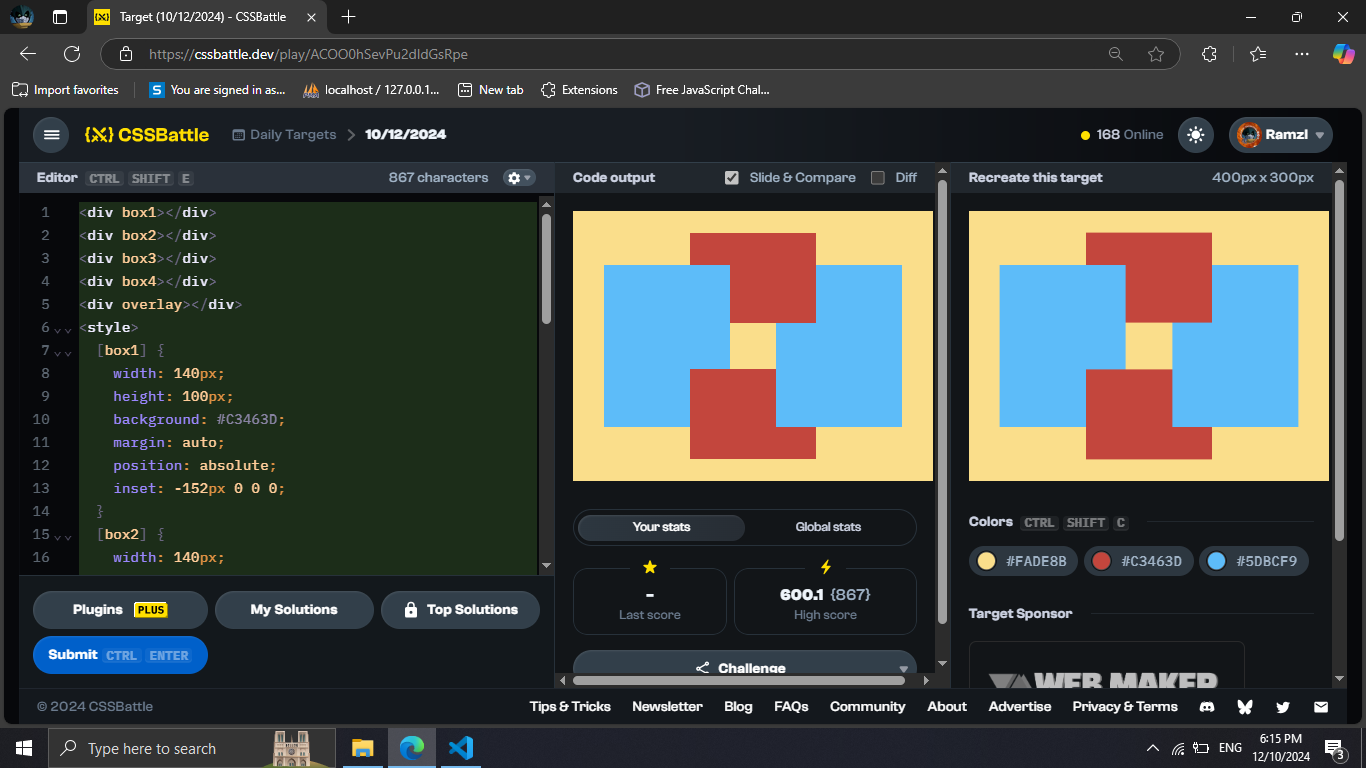 Target (10/12/2024) - CSSBattle
https://cssbattle.dev/play/ACOO0hSevPu2dIdGsRpe
Import favorites
You are signed in as...
localhost / 127.0.0.1...
New tab
Extensions
Free JavaScript Chal...
CSSBattle
Daily Targets
10/12/2024
168 Online
Ramzl
Editor CTRL SHIFT E
867 characters
Code output
Slide & Compare
Diff
Recreate this target
400px x 300px
1 <div box1></div>
2 <div box2></div>
3 <div box3></div>
4 <div box4></div>
5 <div overlay></div>
6 <style>
7 [box1] {
8 width: 140px;
9 height: 100px;
10 background: #C3463D;
11 margin: auto;
12 position: absolute;
13 inset: -152px 0 0 0;
14 }
15 [box2] {
16 width: 140px;
Your stats
Global stats
-
Last score
600.1 {867}
High score
Challenge
Colors CTRL SHIFT C
#FADE8B
#C3463D
#5DBCF9
Target Sponsor
WEB MAKER
Plugins PLUS
My Solutions
Top Solutions
Submit CTRL ENTER
© 2024 CSSBattle
Tips & Tricks
Newsletter
Blog
FAQs
Community
About
Advertise
Privacy & Terms
Type here to search
ENG
6:15 PM
12/10/2024
3